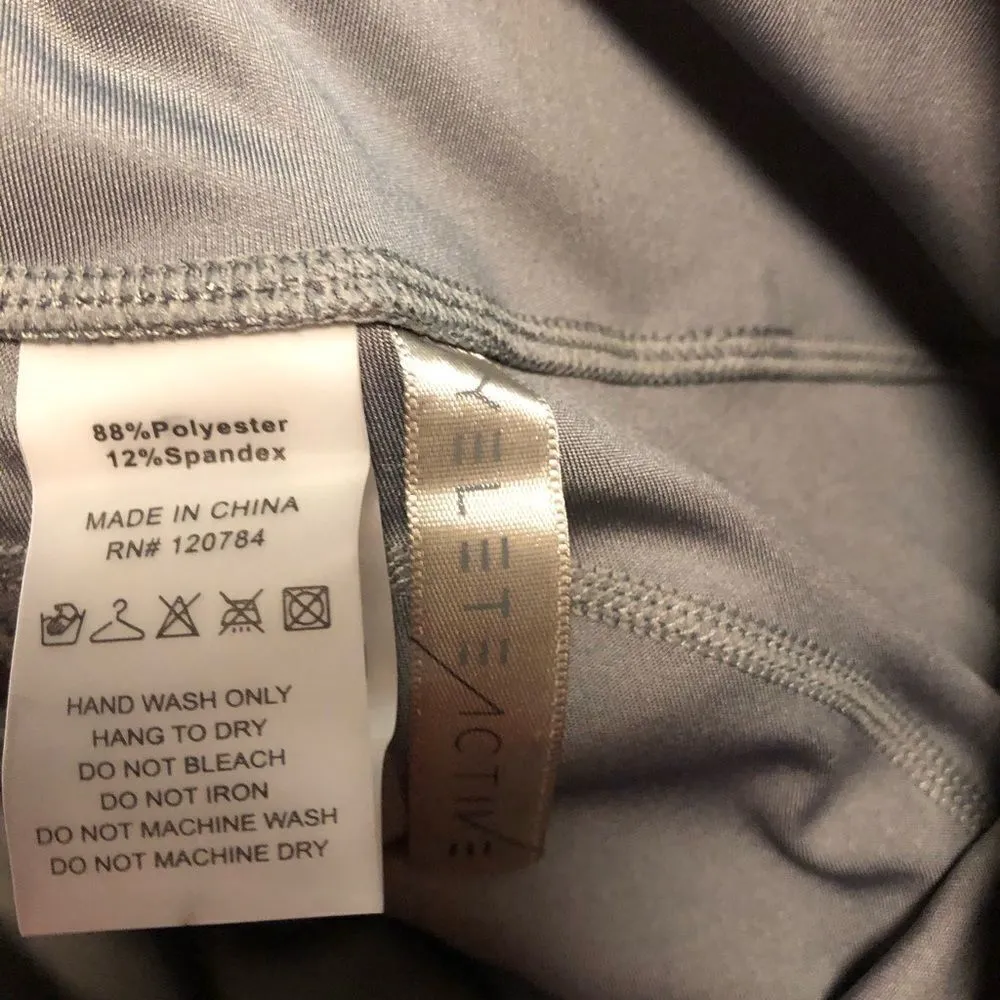 88%Polyester
12%Spandex
MADE IN CHINA
RN# 120784
HAND WASH ONLY
HANG TO DRY
DO NOT BLEACH
DO NOT IRON
DO NOT MACHINE WASH
DO NOT MACHINE DRY
YELETE/ACTIVE